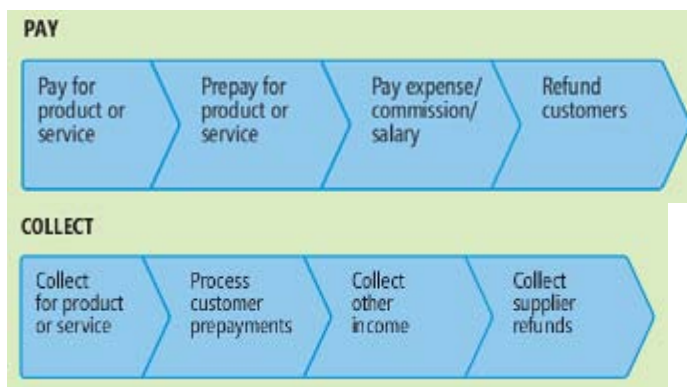 PAY
Pay for
product or
service
Prepay for
product or
service
Pay expense/
commission/
salary
Refund
customers
COLLECT
Collect
for product
or service
Process
customer
prepayments
Collect
other
income
Collect
supplier
refunds